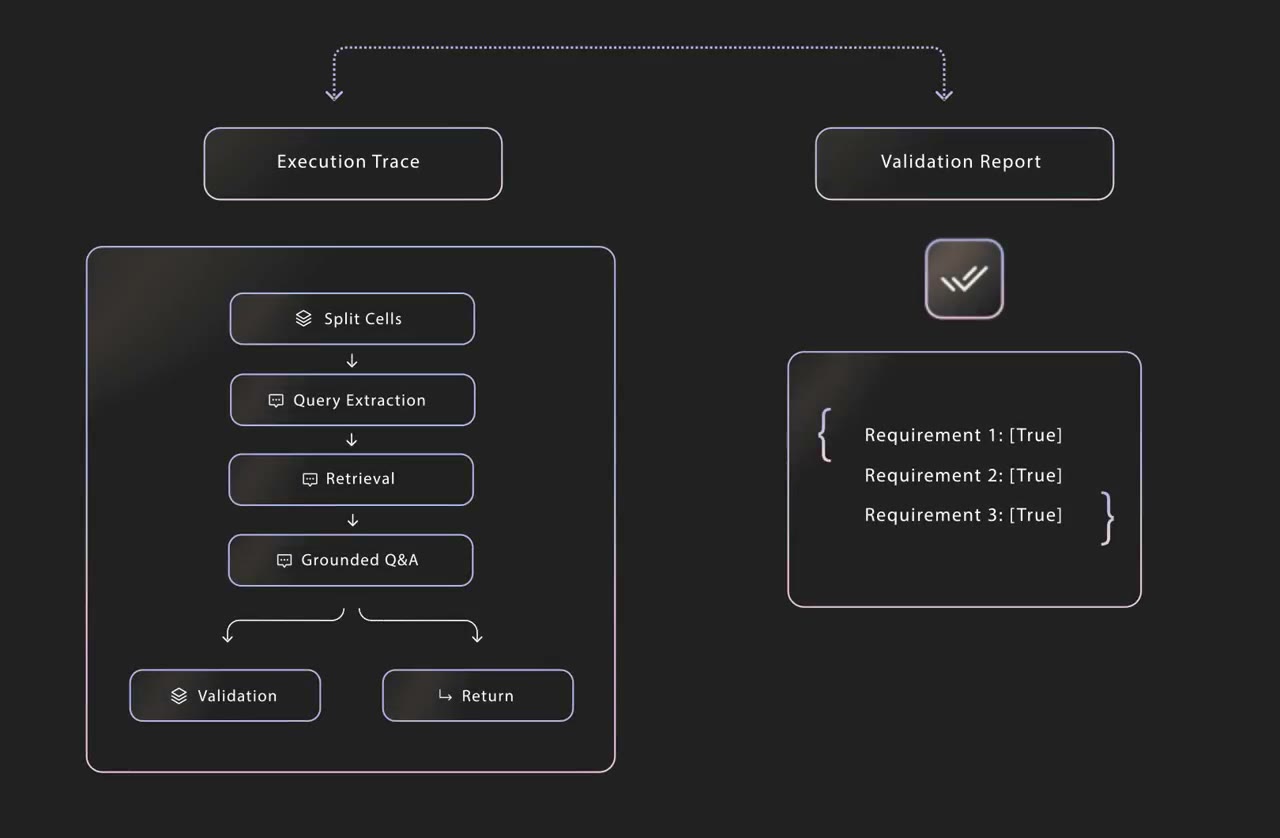 Execution Trace
Validation Report
Split Cells
Query Extraction
Retrieval
Grounded Q&A
Validation
Return
{
Requirement 1: [True]
Requirement 2: [True]
Requirement 3: [True]
}